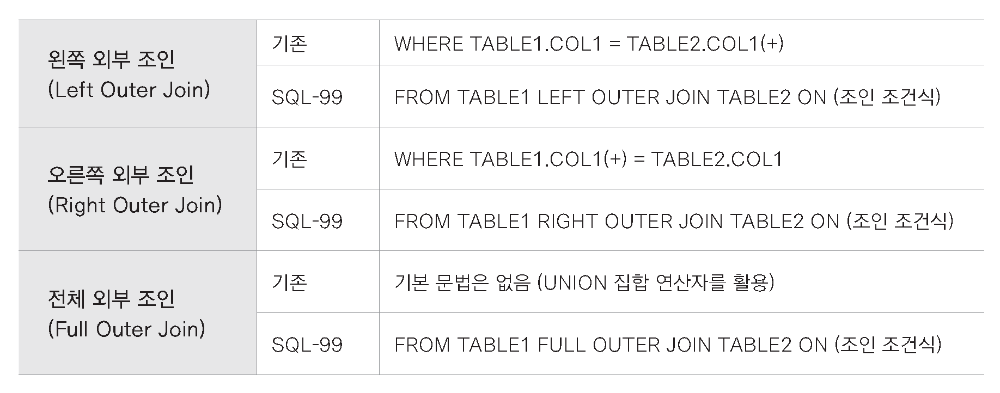 왼쪽 외부 조인
(Left Outer Join)
기존
WHERE TABLE1.COL1 = TABLE2.COL1(+)
SQL-99
FROM TABLE1 LEFT OUTER JOIN TABLE2 ON (조인 조건식)
오른쪽 외부 조인
(Right Outer Join)
기존
WHERE TABLE1.COL1(+) = TABLE2.COL1
SQL-99
FROM TABLE1 RIGHT OUTER JOIN TABLE2 ON (조인 조건식)
전체 외부 조인
(Full Outer Join)
기존
기본 문법은 없음 (UNION 집합 연산자를 활용)
SQL-99
FROM TABLE1 FULL OUTER JOIN TABLE2 ON (조인 조건식)